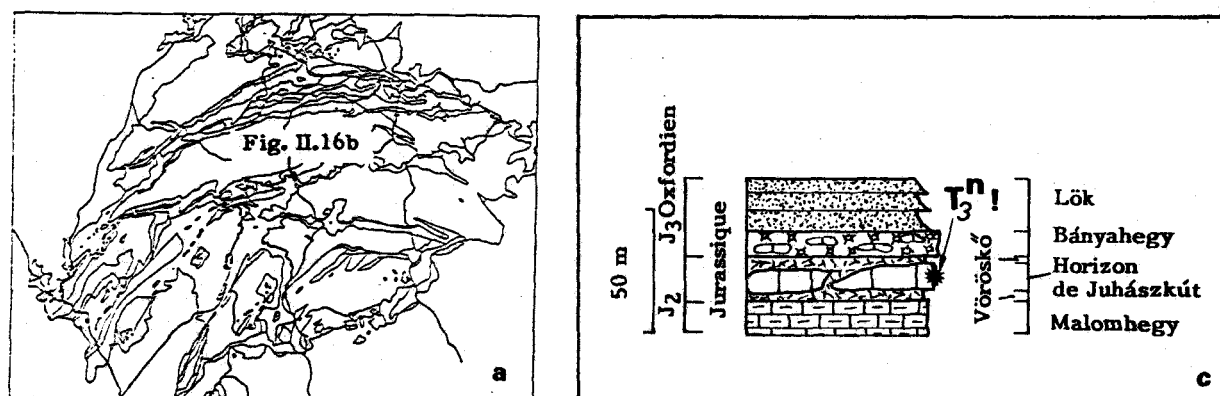 Fig. II.16b
a
50 m
J2 J3
Jurassique
Oxfordien
T3n!
Vöröskő
Lök
Bányahegy
Horizon
de Juhászkút
Malomhegy
c